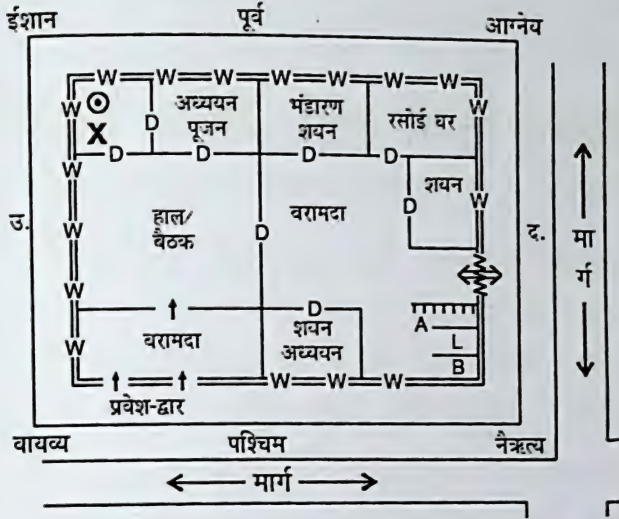 ईशान पूर्व आग्नेय
W W W W W W
W W
X
D
अध्ययन
पूजन
भंडारण
शयन
रसोई घर
D D D D
W
शयन
D
W
उ.
हाल/
बैठक
D
वरामदा
द.
मार्ग
W
W
D
वरामदा
शयन
अध्ययन
A
L
B
W
W W W
प्रवेश-द्वार
वायव्य पश्चिम नैऋत्य
मार्ग